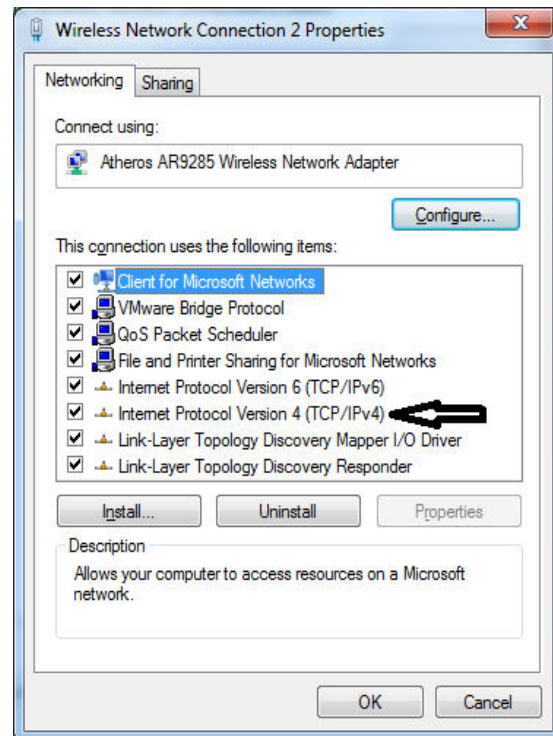 Wireless Network Connection 2 Properties
Networking
Sharing
Connect using:
Atheros AR9285 Wireless Network Adapter
Configure...
This connection uses the following items:
Client for Microsoft Networks
VMware Bridge Protocol
QoS Packet Scheduler
File and Printer Sharing for Microsoft Networks
Internet Protocol Version 6 (TCP/IPv6)
Internet Protocol Version 4 (TCP/IPv4)
Link-Layer Topology Discovery Mapper I/O Driver
Link-Layer Topology Discovery Responder
Install...
Uninstall
Properties
Description
Allows your computer to access resources on a Microsoft
network.
OK
Cancel